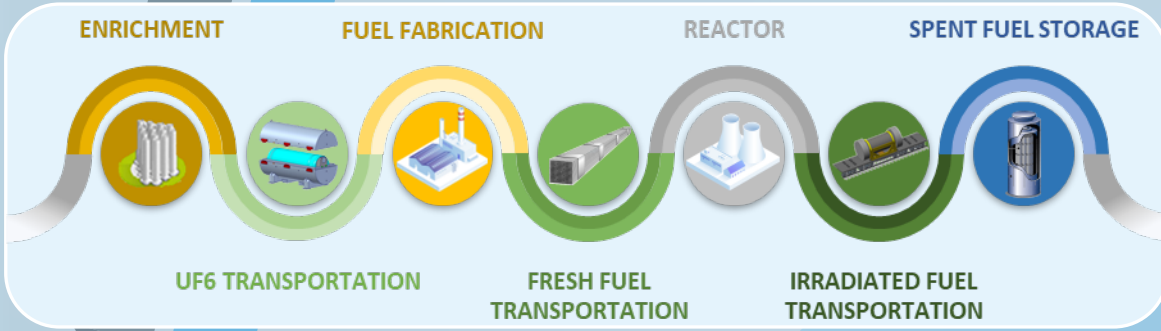 ENRICHMENT
FUEL FABRICATION
REACTOR
SPENT FUEL STORAGE
UF6 TRANSPORTATION
FRESH FUEL
TRANSPORTATION
IRRADIATED FUEL
TRANSPORTATION